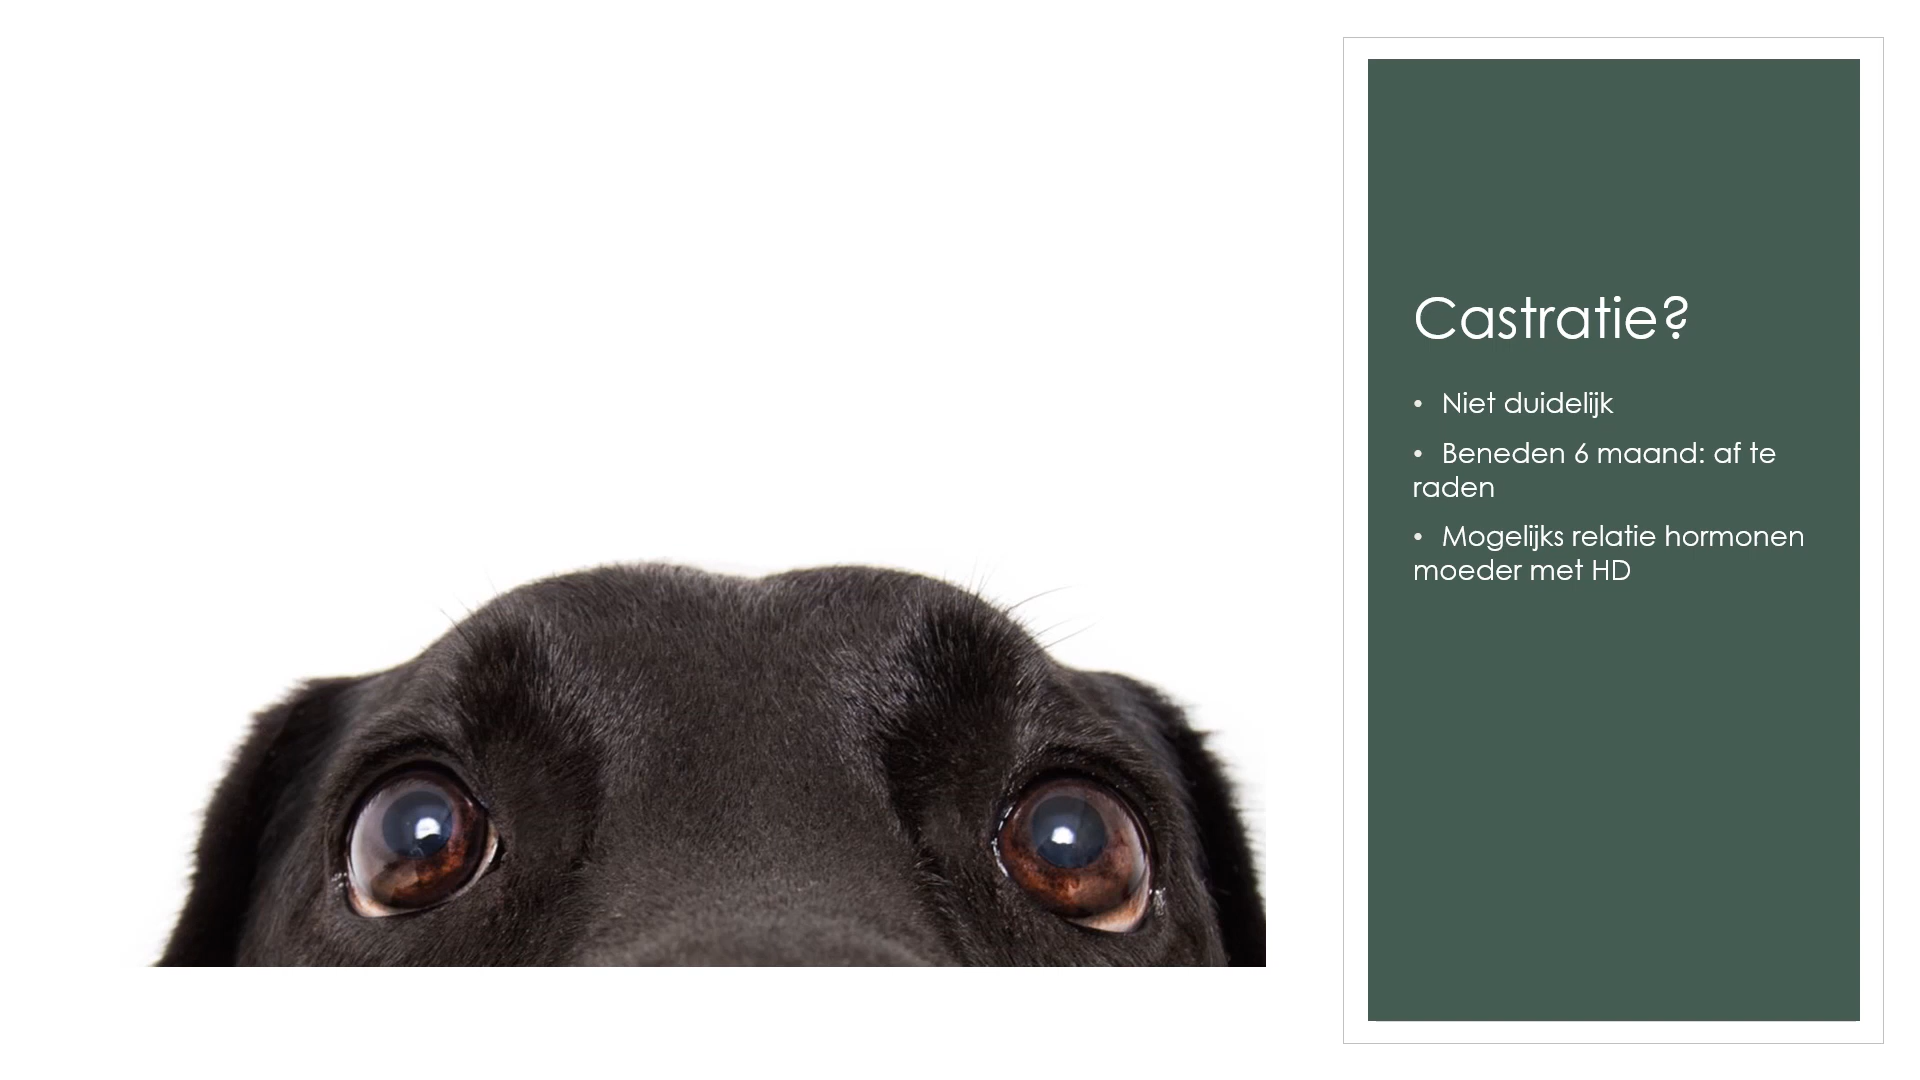 Castratie?
• Niet duidelijk
• Beneden 6 maand: af te
raden
• Mogelijks relatie hormonen
moeder met HD